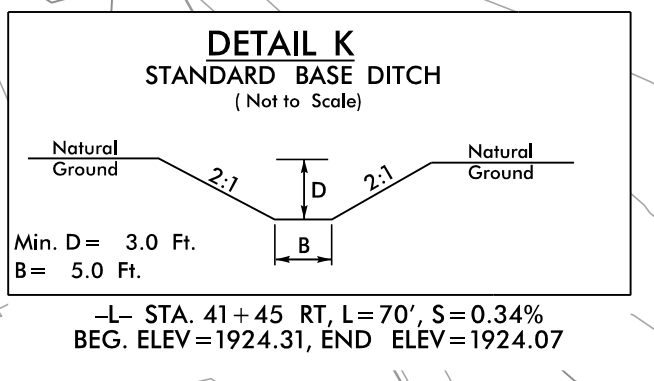 DETAIL K
STANDARD BASE DITCH
( Not to Scale)
Natural
Ground
2:1
D
2:1
Natural
Ground
Min. D = 3.0 Ft.
B
B = 5.0 Ft.
–L– STA. 41+45 RT, L=70', S=0.34%
BEG. ELEV=1924.31, END ELEV=1924.07